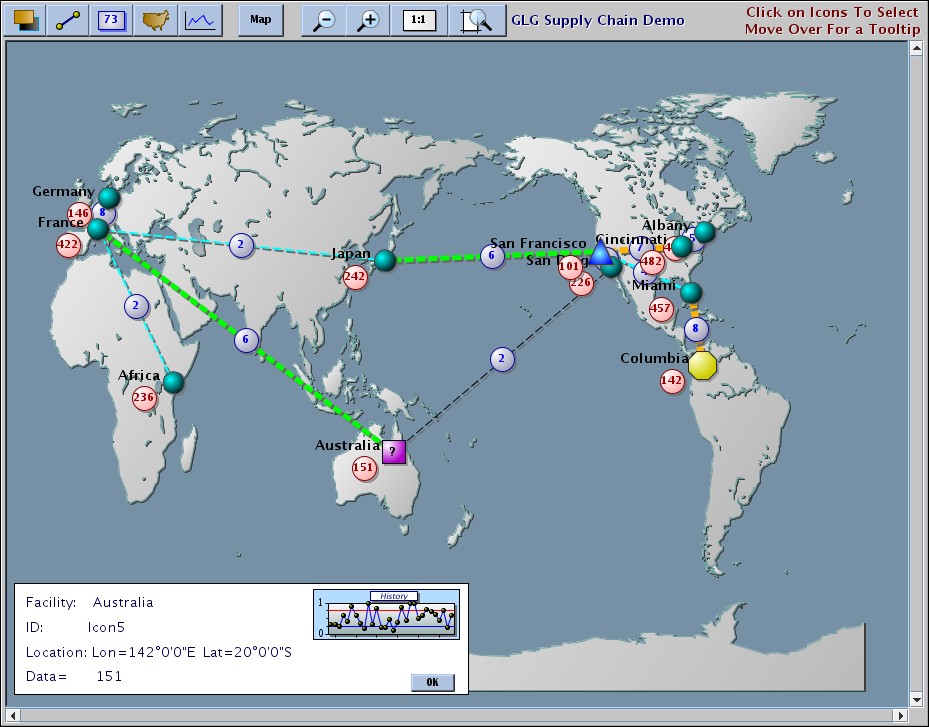 73
Map
1:1
GLG Supply Chain Demo
Click on Icons To Select
Move Over For a Tooltip
Germany
146
8
France
422
2
Japan
242
6
San Francisco
Cincinnati
Albany
5
7
482
101
226
Miami
457
8
Columbia
142
2
6
2
Africa
236
Australia
?
151
Facility: Australia
ID: Icon5
Location: Lon=142°0'0"E Lat=20°0'0"S
Data= 151
History
1
0
OK